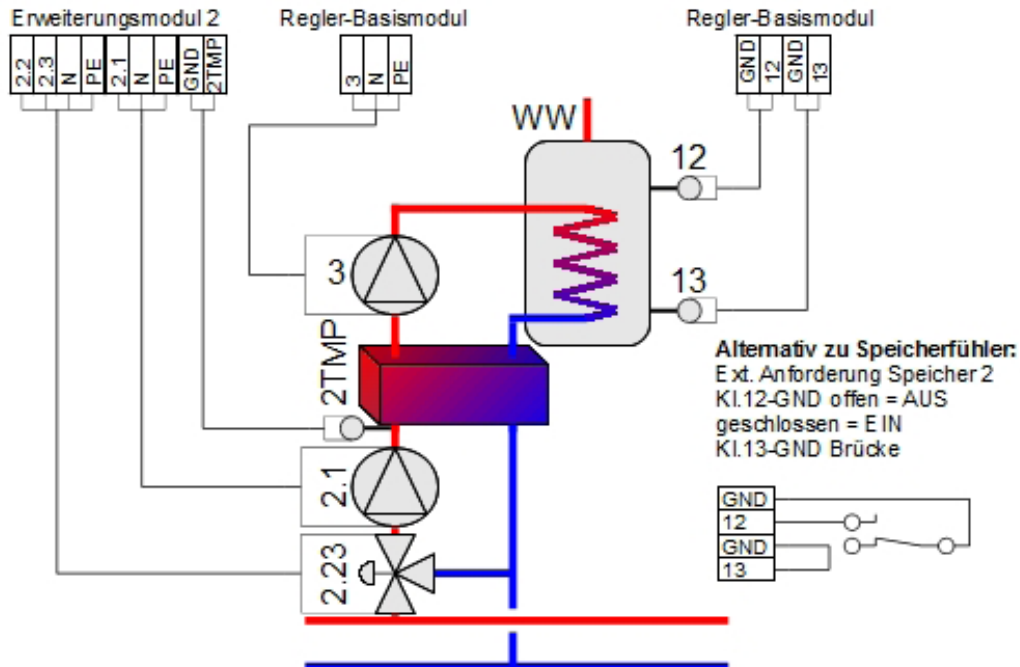 Erweiterungsmodul 2
Regler-Basismodul
Regler-Basismodul
2.2
2.3
N
PE
2.1
N
PE
GND
2TMP
3
N
PE
GND
12
GND
13
WW
12
3
13
2TMP
Alternativ zu Speicherfühler:
Ext. Anforderung Speicher 2
Kl.12-GND offen = AUS
geschlossen = EIN
Kl.13-GND Brücke
2.1
GND
12
GND
13
2.23